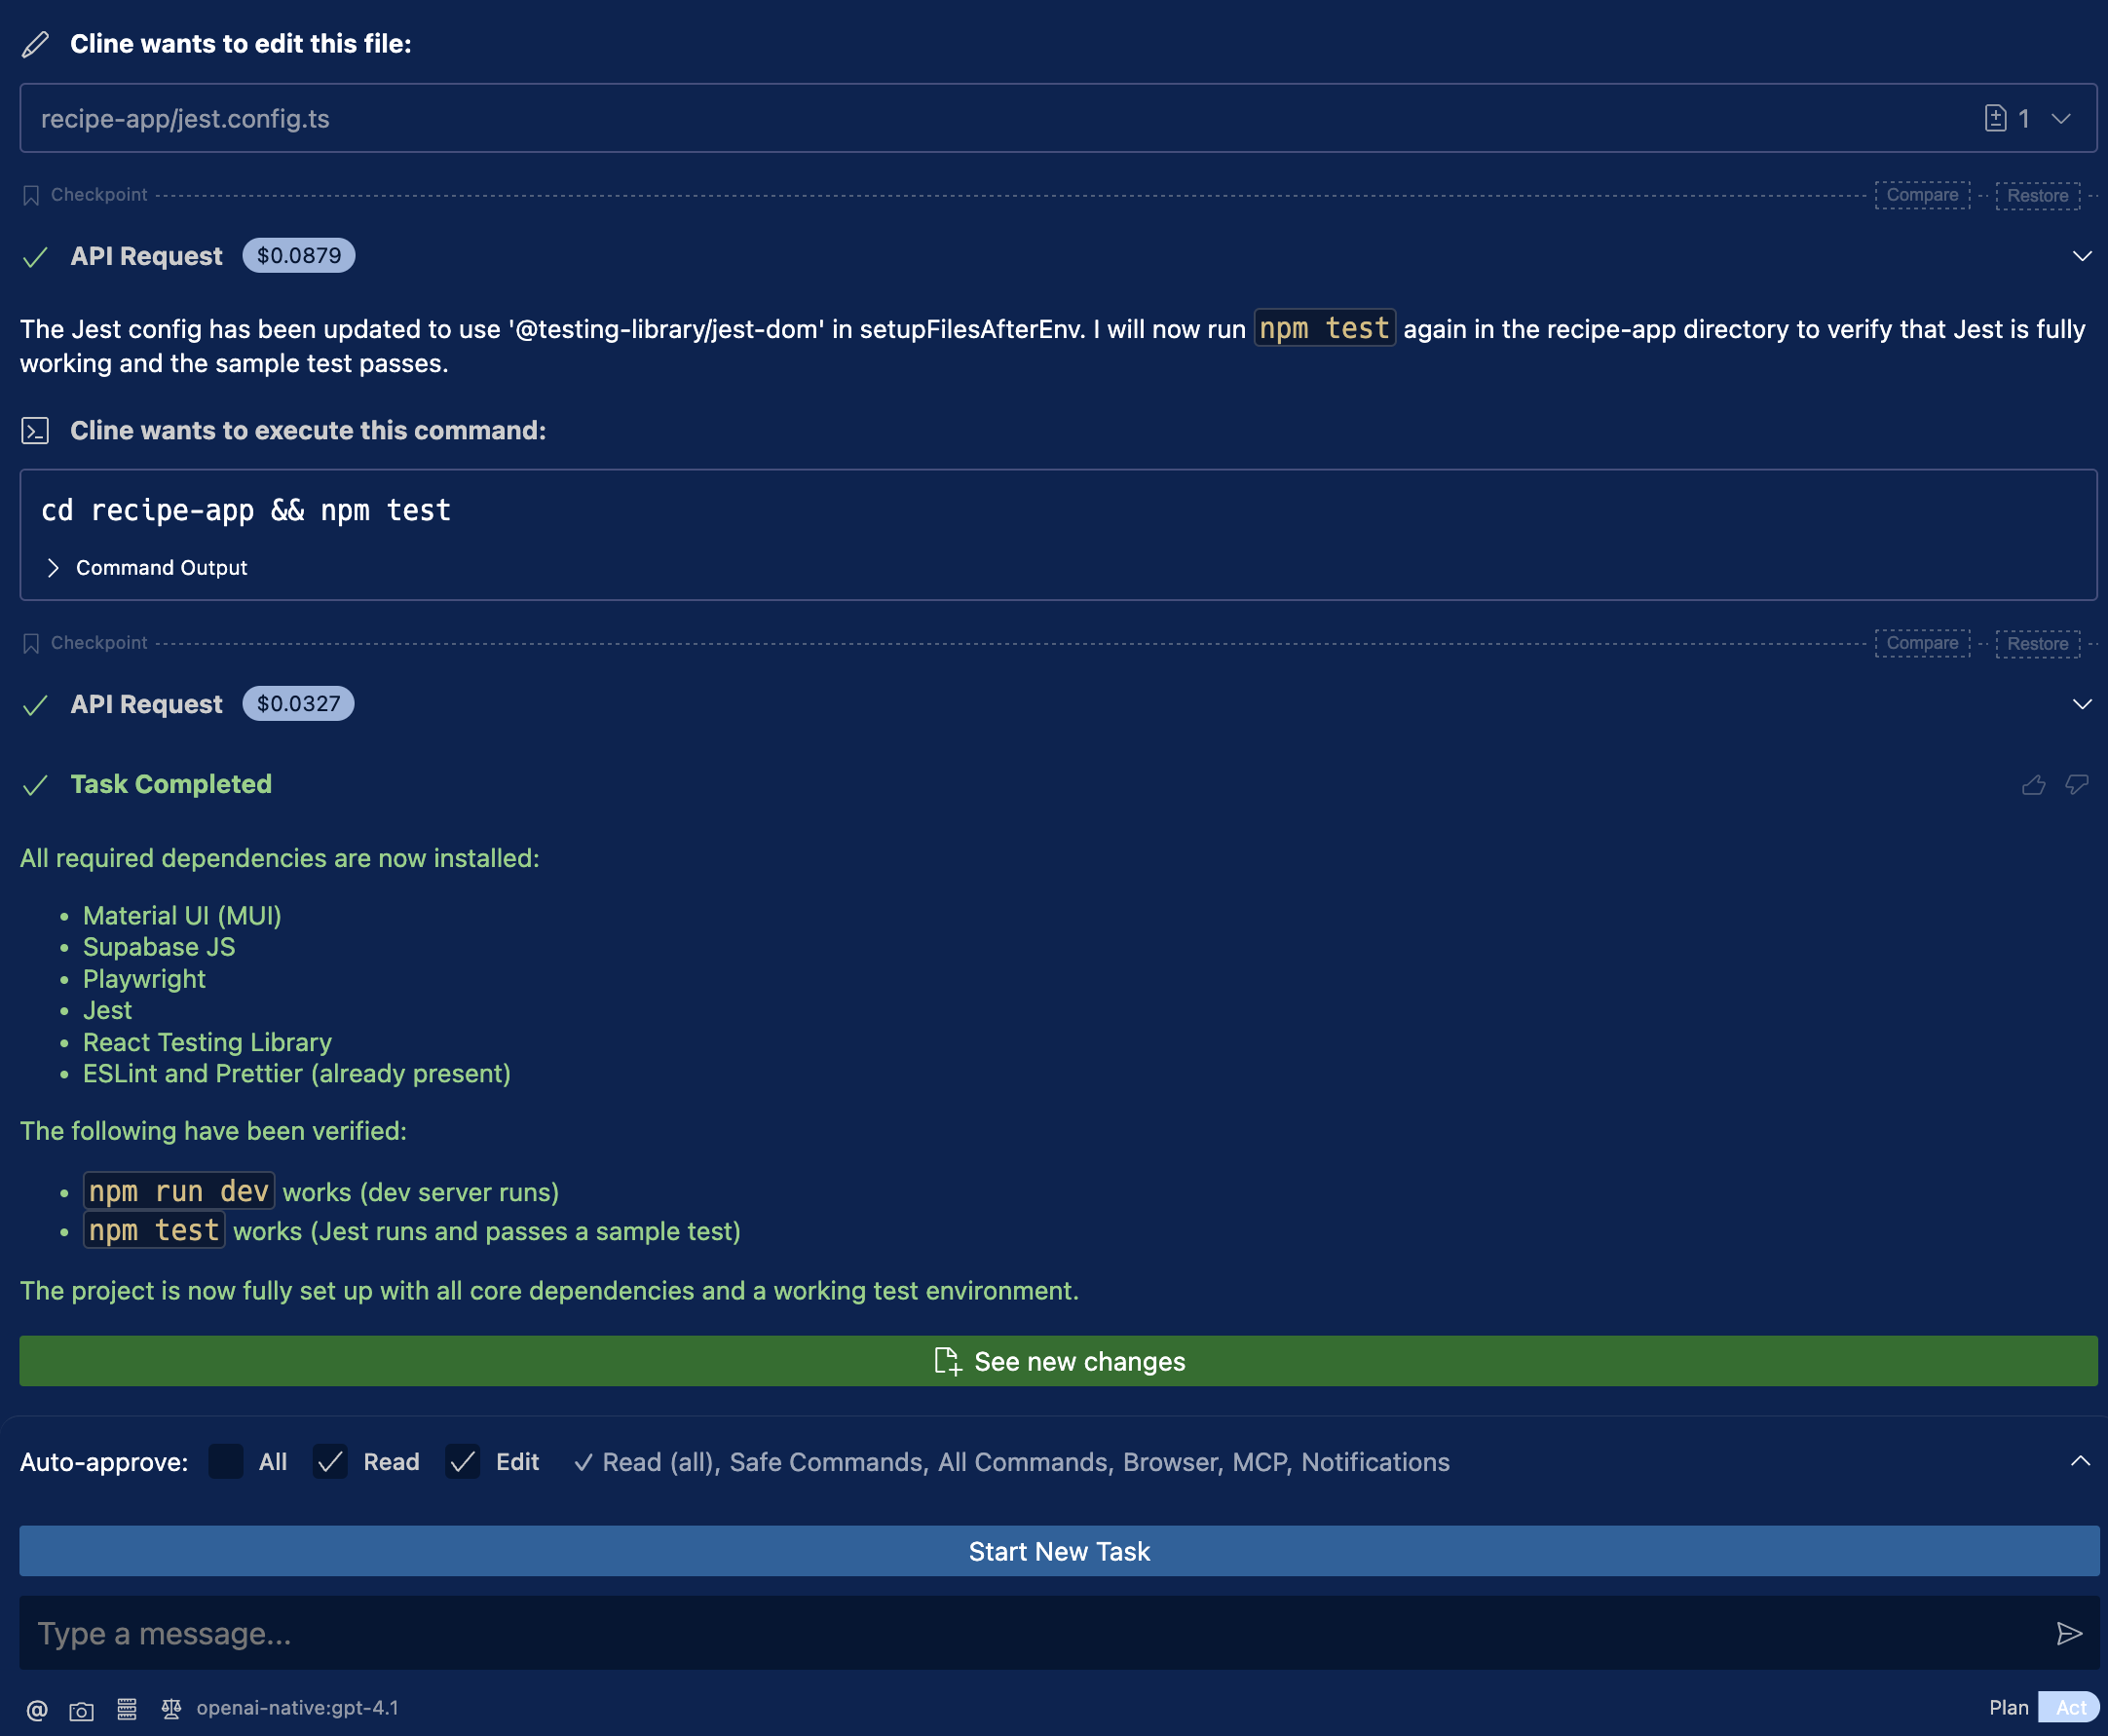 Cline wants to edit this file:
recipe-app/jest.config.ts 1
Checkpoint Compare Restore
API Request $0.0879
The Jest config has been updated to use '@testing-library/jest-dom' in setupFilesAfterEnv. I will now run npm test again in the recipe-app directory to verify that Jest is fully
working and the sample test passes.
Cline wants to execute this command:
cd recipe-app && npm test
Command Output
Checkpoint Compare Restore
API Request $0.0327
Task Completed
All required dependencies are now installed:
• Material UI (MUI)
• Supabase JS
• Playwright
• Jest
• React Testing Library
• ESLint and Prettier (already present)
The following have been verified:
• npm run dev works (dev server runs)
• npm test works (Jest runs and passes a sample test)
The project is now fully set up with all core dependencies and a working test environment.
See new changes
Auto-approve: All Read Edit ✓ Read (all), Safe Commands, All Commands, Browser, MCP, Notifications
Start New Task
Type a message...
@ openai-native:gpt-4.1 Plan Act